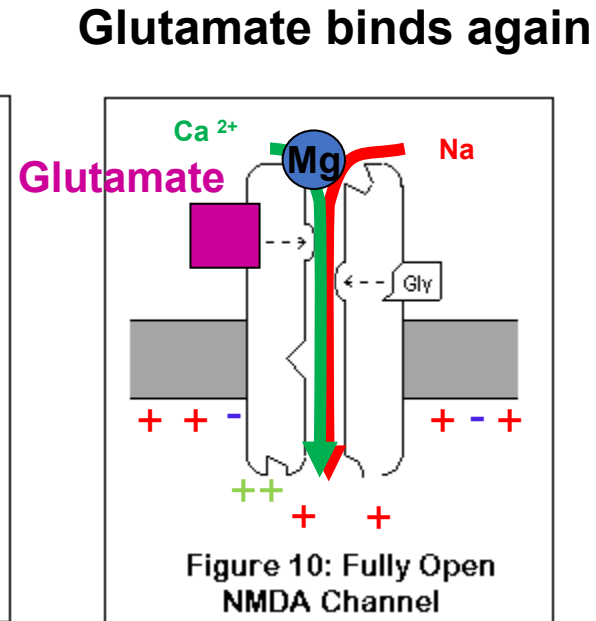 Glutamate binds again
Ca 2+
Mg
Na
Glutamate
Gly
+ + -
+ - +
++
+ +
Figure 10: Fully Open
NMDA Channel